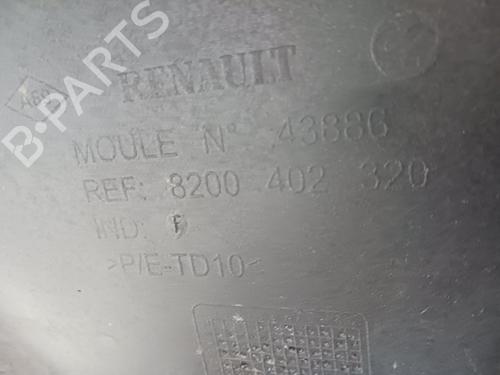 RENAULT
MOULE N° 43886
REF: 8200 402 320
IND: F
>P/E-TD10<
B-PARTS